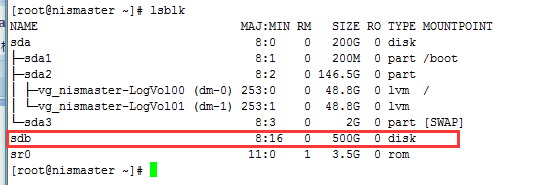 [root@nismaster ~]# lsblk
NAME                          MAJ:MIN RM   SIZE RO TYPE MOUNTPOINT
sda                             8:0    0   200G  0 disk
├─sda1                          8:1    0   200M  0 part /boot
├─sda2                          8:2    0 146.5G  0 part
│ ├─vg_nismaster-LogVol00 (dm-0) 253:0    0  48.8G  0 lvm  /
│ └─vg_nismaster-LogVol01 (dm-1) 253:1    0  48.8G  0 lvm
└─sda3                          8:3    0     2G  0 part [SWAP]
sdb                             8:16   0   500G  0 disk
sr0                            11:0    1   3.5G  0 rom
[root@nismaster ~]#